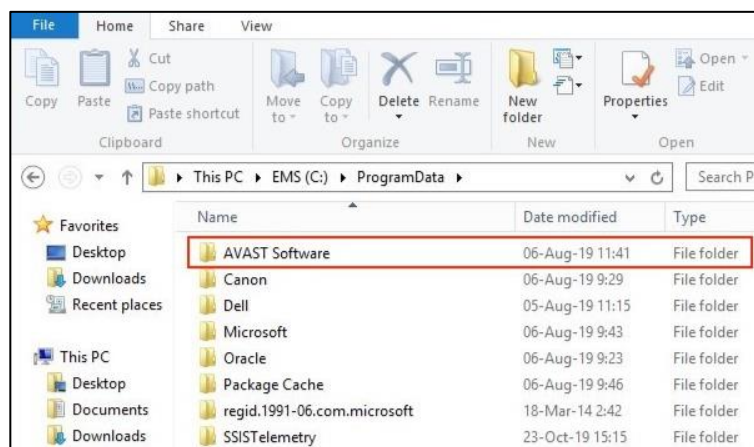 File Home Share View
Cut
Copy path
Paste shortcut
Copy Paste Move to Copy to Delete Rename New folder Properties Open Edit
Clipboard Organize New Open
This PC EMS (C:) ProgramData Search P
Favorites
Desktop
Downloads
Recent places
This PC
Desktop
Documents
Downloads
Name Date modified Type
AVAST Software 06-Aug-19 11:41 File folder
Canon 06-Aug-19 9:29 File folder
Dell 05-Aug-19 11:15 File folder
Microsoft 06-Aug-19 9:43 File folder
Oracle 06-Aug-19 9:23 File folder
Package Cache 06-Aug-19 9:46 File folder
regid.1991-06.com.microsoft 18-Mar-14 2:42 File folder
SSISTelemetry 23-Oct-19 15:15 File folder